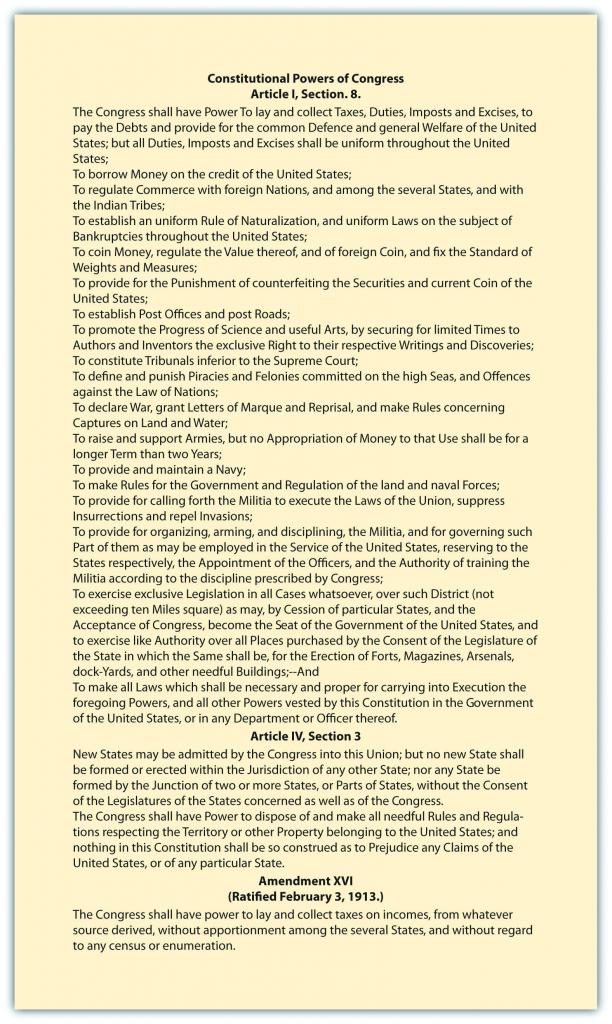 Constitutional Powers of Congress
Article I, Section. 8.
The Congress shall have Power To lay and collect Taxes, Duties, Imposts and Excises, to
pay the Debts and provide for the common Defence and general Welfare of the United
States; but all Duties, Imposts and Excises shall be uniform throughout the United
States;
To borrow Money on the credit of the United States;
To regulate Commerce with foreign Nations, and among the several States, and with
the Indian Tribes;
To establish an uniform Rule of Naturalization, and uniform Laws on the subject of
Bankruptcies throughout the United States;
To coin Money, regulate the Value thereof, and of foreign Coin, and fix the Standard of
Weights and Measures;
To provide for the Punishment of counterfeiting the Securities and current Coin of the
United States;
To establish Post Offices and post Roads;
To promote the Progress of Science and useful Arts, by securing for limited Times to
Authors and Inventors the exclusive Right to their respective Writings and Discoveries;
To constitute Tribunals inferior to the Supreme Court;
To define and punish Piracies and Felonies committed on the high Seas, and Offences
against the Law of Nations;
To declare War, grant Letters of Marque and Reprisal, and make Rules concerning
Captures on Land and Water;
To raise and support Armies, but no Appropriation of Money to that Use shall be for a
longer Term than two Years;
To provide and maintain a Navy;
To make Rules for the Government and Regulation of the land and naval Forces;
To provide for calling forth the Militia to execute the Laws of the Union, suppress
Insurrections and repel Invasions;
To provide for organizing, arming, and disciplining, the Militia, and for governing such
Part of them as may be employed in the Service of the United States, reserving to the
States respectively, the Appointment of the Officers, and the Authority of training the
Militia according to the discipline prescribed by Congress;
To exercise exclusive Legislation in all Cases whatsoever, over such District (not
exceeding ten Miles square) as may, by Cession of particular States, and the
Acceptance of Congress, become the Seat of the Government of the United States, and
to exercise like Authority over all Places purchased by the Consent of the Legislature of
the State in which the Same shall be, for the Erection of Forts, Magazines, Arsenals,
dock-Yards, and other needful Buildings;--And
To make all Laws which shall be necessary and proper for carrying into Execution the
foregoing Powers, and all other Powers vested by this Constitution in the Government
of the United States, or in any Department or Officer thereof.
Article IV, Section 3
New States may be admitted by the Congress into this Union; but no new State shall
be formed or erected within the Jurisdiction of any other State; nor any State be
formed by the Junction of two or more States, or Parts of States, without the Consent
of the Legislatures of the States concerned as well as of the Congress.
The Congress shall have Power to dispose of and make all needful Rules and Regula-
tions respecting the Territory or other Property belonging to the United States; and
nothing in this Constitution shall be so construed as to Prejudice any Claims of the
United States, or of any particular State.
Amendment XVI
(Ratified February 3, 1913.)
The Congress shall have power to lay and collect taxes on incomes, from whatever
source derived, without apportionment among the several States, and without regard
to any census or enumeration.